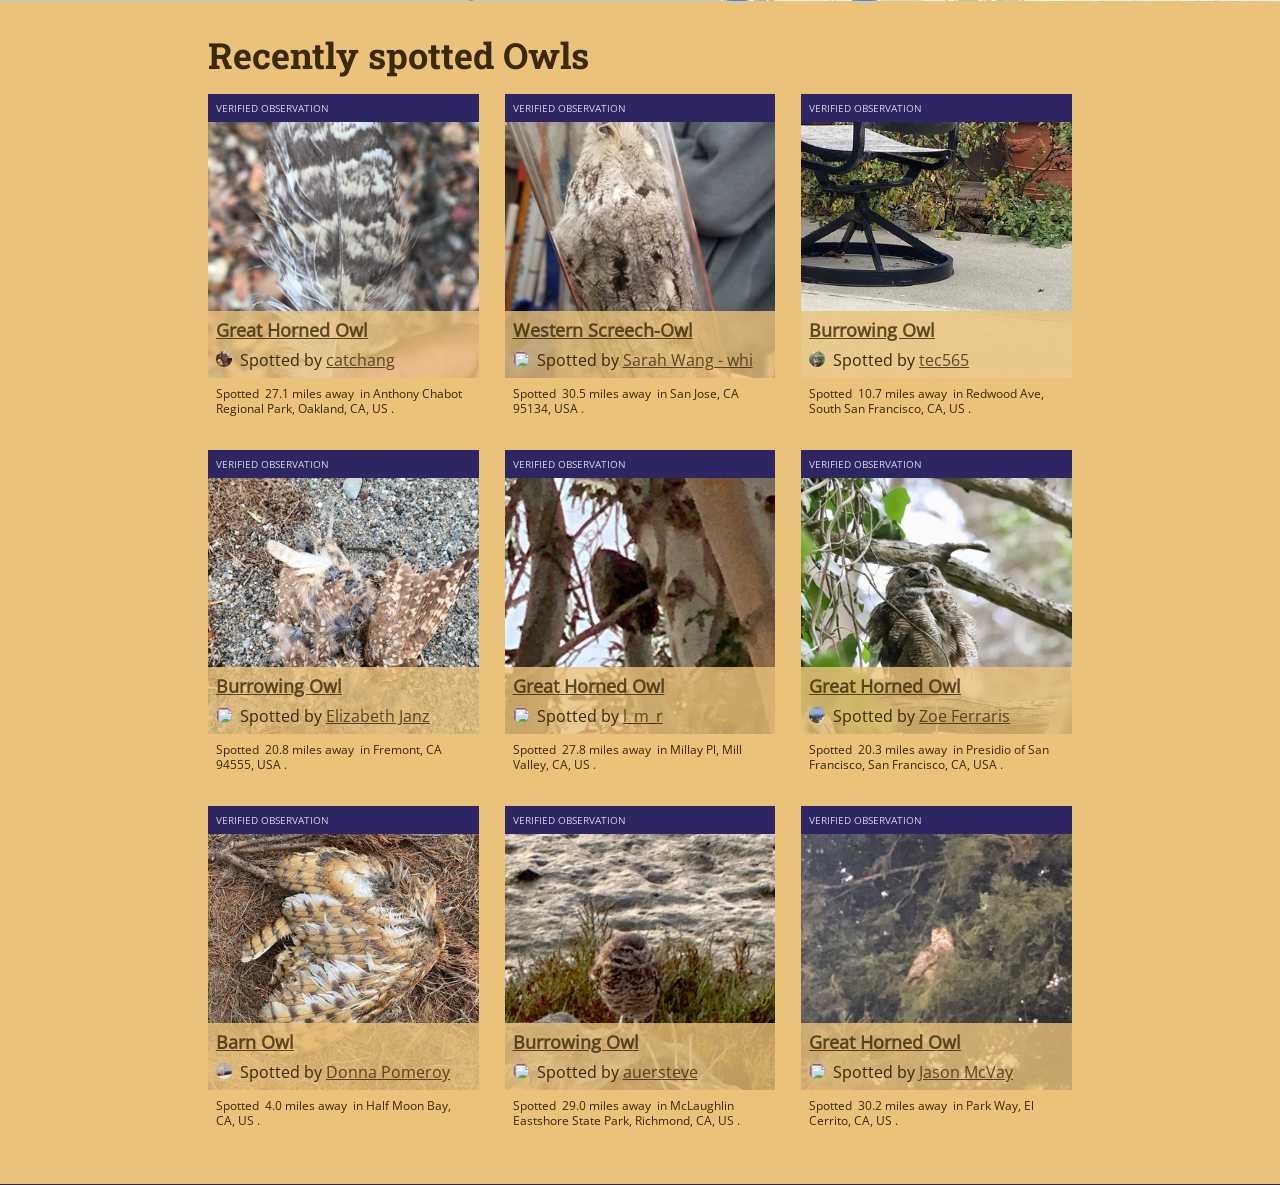 Recently spotted Owls
VERIFIED OBSERVATION
Great Horned Owl
Spotted by catchang
Spotted 27.1 miles away in Anthony Chabot
Regional Park, Oakland, CA, US .
VERIFIED OBSERVATION
Western Screech-Owl
Spotted by Sarah Wang - whi
Spotted 30.5 miles away in San Jose, CA
95134, USA .
VERIFIED OBSERVATION
Burrowing Owl
Spotted by tec565
Spotted 10.7 miles away in Redwood Ave,
South San Francisco, CA, US .
VERIFIED OBSERVATION
Burrowing Owl
Spotted by Elizabeth Janz
Spotted 20.8 miles away in Fremont, CA
94555, USA .
VERIFIED OBSERVATION
Great Horned Owl
Spotted by l_m_r
Spotted 27.8 miles away in Millay Pl, Mill
Valley, CA, US .
VERIFIED OBSERVATION
Great Horned Owl
Spotted by Zoe Ferraris
Spotted 20.3 miles away in Presidio of San
Francisco, San Francisco, CA, USA .
VERIFIED OBSERVATION
Barn Owl
Spotted by Donna Pomeroy
Spotted 4.0 miles away in Half Moon Bay,
CA, US .
VERIFIED OBSERVATION
Burrowing Owl
Spotted by auersteve
Spotted 29.0 miles away in McLaughlin
Eastshore State Park, Richmond, CA, US .
VERIFIED OBSERVATION
Great Horned Owl
Spotted by Jason McVay
Spotted 30.2 miles away in Park Way, El
Cerrito, CA, US .